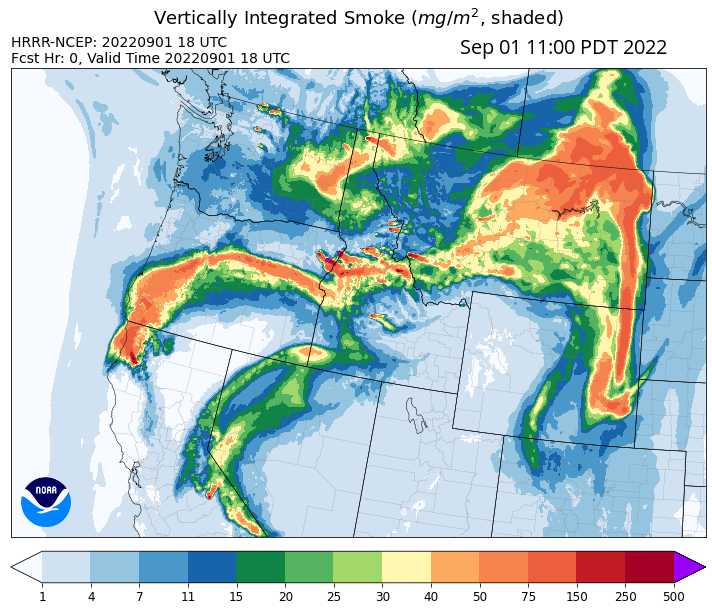 Vertically Integrated Smoke (mg/m², shaded)
HRRR-NCEP: 20220901 18 UTC
Sep 01 11:00 PDT 2022
Fcst Hr: 0, Valid Time 20220901 18 UTC
NOAA
1 4 7 11 15 20 25 30 40 50 75 150 250 500